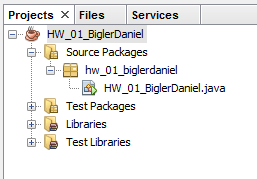 Projects × Files Services
HW_01_BiglerDaniel
Source Packages
hw_01_biglerdaniel
HW_01_BiglerDaniel.java
Test Packages
Libraries
Test Libraries